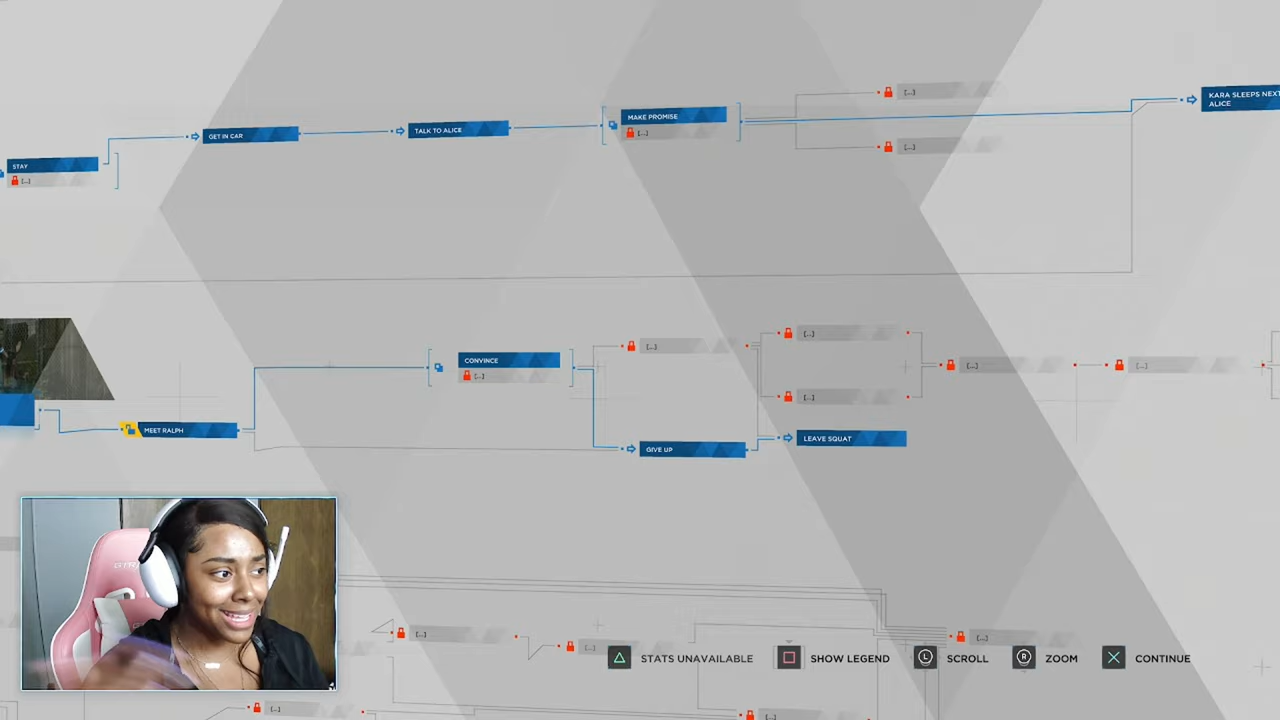 [...]
KARA SLEEPS NEXT
ALICE
MAKE PROMISE
[...]
GET IN CAR
TALK TO ALICE
[...]
STAY
[...]
[...]
[...]
CONVINCE
[...]
[...]
[...]
[...]
MEET RALPH
LEAVE SQUAT
GIVE UP
[...]
[...]
[...]
STATS UNAVAILABLE
SHOW LEGEND
L
SCROLL
R
ZOOM
CONTINUE
[...]
[...]